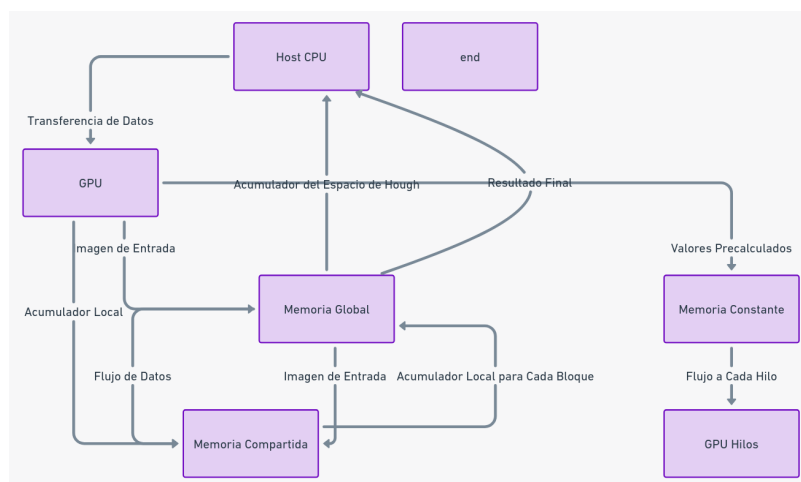 Host CPU
end
Transferencia de Datos
GPU
Acumulador del Espacio de Hough
Resultado Final
magen de Entrada
Valores Precalculados
Acumulador Local
Memoria Global
Memoria Constante
Flujo de Datos
Imagen de Entrada
Acumulador Local para Cada Bloque
Flujo a Cada Hilo
Memoria Compartida
GPU Hilos